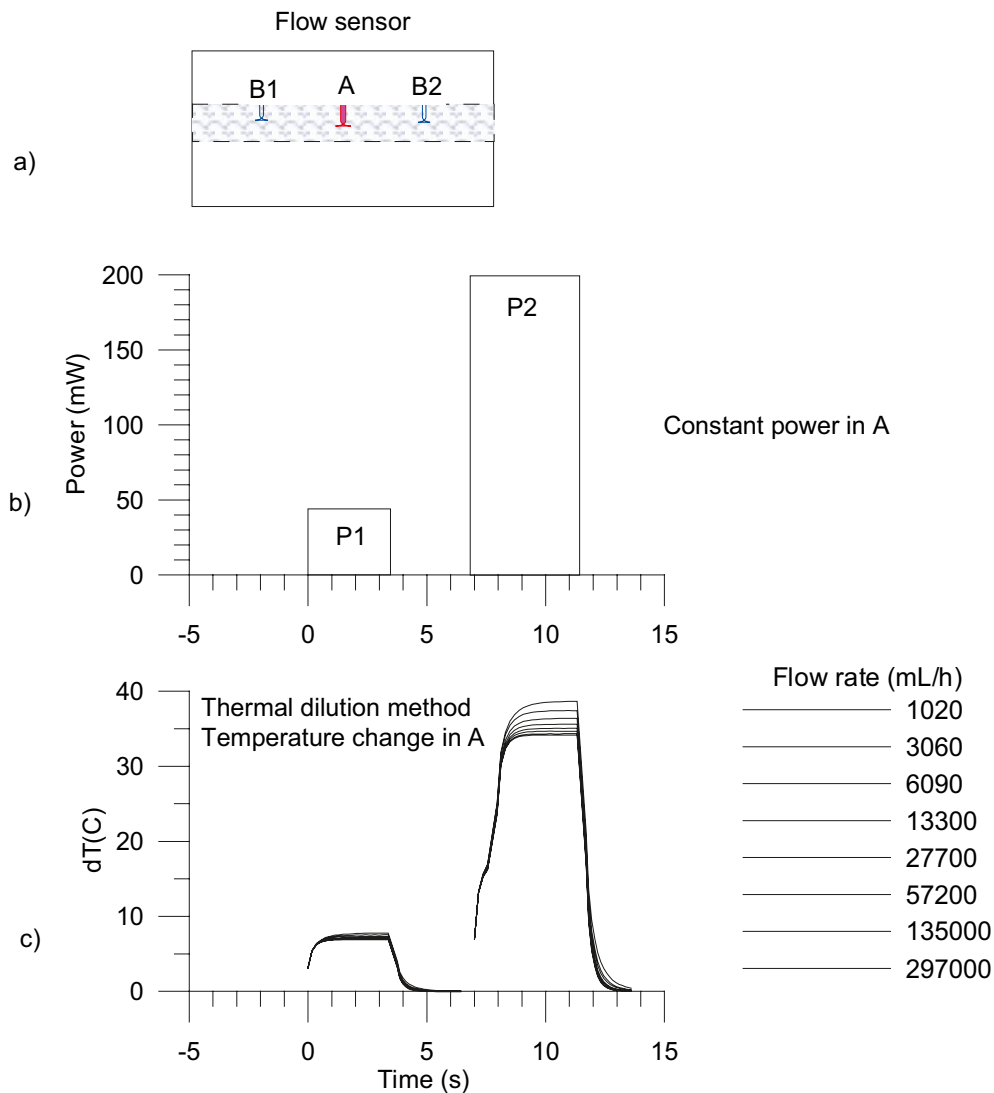 Flow sensor
B1 A B2
a)
200
150
100
50
0
Power (mW)
P1
P2
Constant power in A
b)
-5 0 5 10 15
40
30
20
10
0
dT(C)
Thermal dilution method
Temperature change in A
c)
-5 0 5 10 15
Time (s)
Flow rate (mL/h)
1020
3060
6090
13300
27700
57200
135000
297000